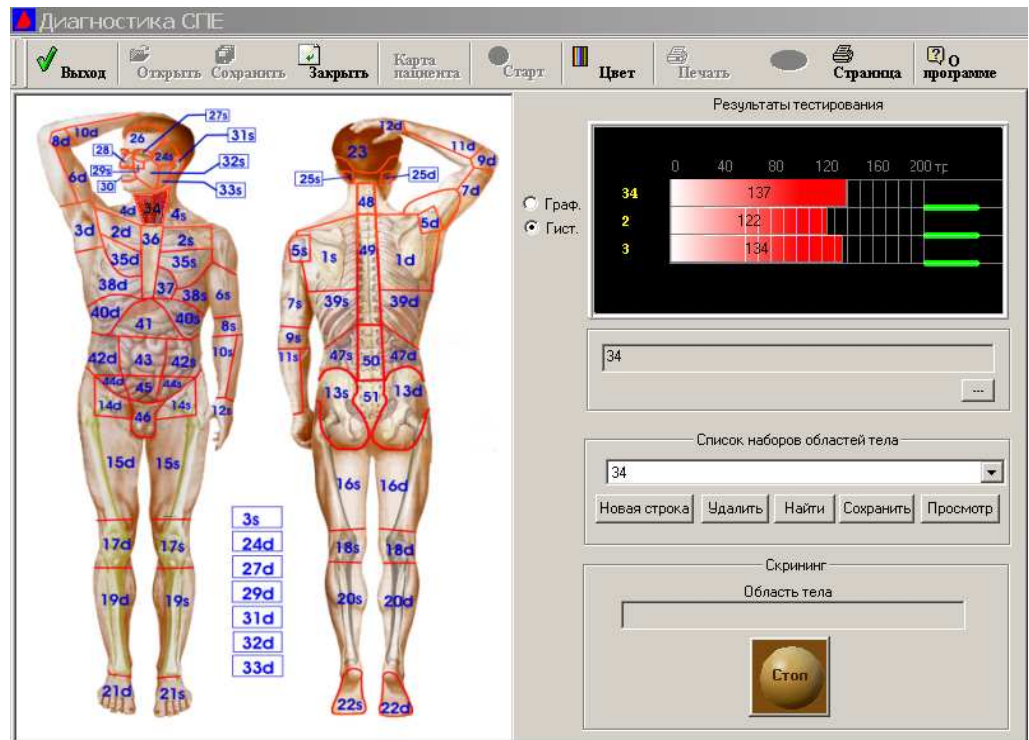 Диагностика СПЕ
Выход Открыть Сохранить Закрыть Карта пациента Старт Цвет Печать Страница О программе
27s
10d 26 31s
8d 28 24s
29s 32s
6d 30 33s
4d 34 4s
3d 2d 36 2s
35d 35s
38d 37 38s 6s
40d 41 40s 8s
42d 43 42s 10s
44d 45 44s
14d 46 14s 12s
15d 15s
17d 17s
19d 19s
21d 21s
3s
24d
27d
29d
31d
32d
33d
12d
23 11d
9d
25s 25d 7d
48 5d
5s 1s 49 1d
7s 39s 39d
9s
11s 47s 50 47d
13s 51 13d
16s 16d
18s 18d
20s 20d
22s 22d
Граф.
Гист.
Результаты тестирования
0 40 80 120 160 200 тр
34 137
2 122
3 134
34
...
Список наборов областей тела
34
Новая строка Удалить Найти Сохранить Просмотр
Скрининг
Область тела
Стоп